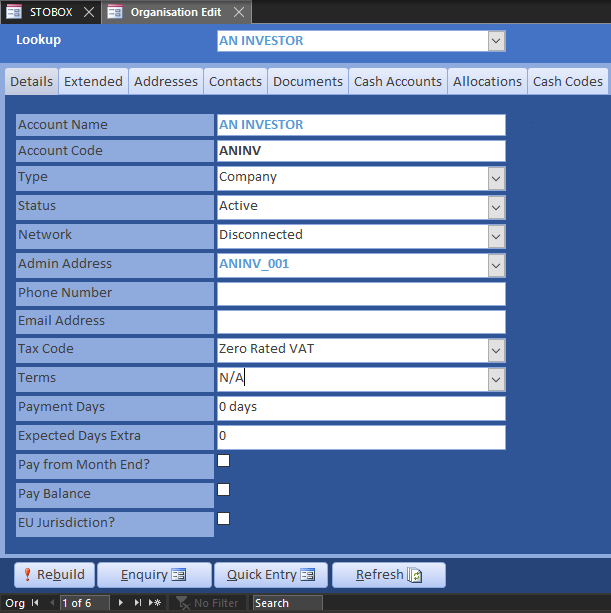 STOBOX Organisation Edit
Lookup AN INVESTOR
Details Extended Addresses Contacts Documents Cash Accounts Allocations Cash Codes
Account Name AN INVESTOR
Account Code ANINV
Type Company
Status Active
Network Disconnected
Admin Address ANINV_001
Phone Number
Email Address
Tax Code Zero Rated VAT
Terms N/A
Payment Days 0 days
Expected Days Extra 0
Pay from Month End?
Pay Balance
EU Jurisdiction?
Rebuild Enquiry Quick Entry Refresh
Org 1 of 6 No Filter Search